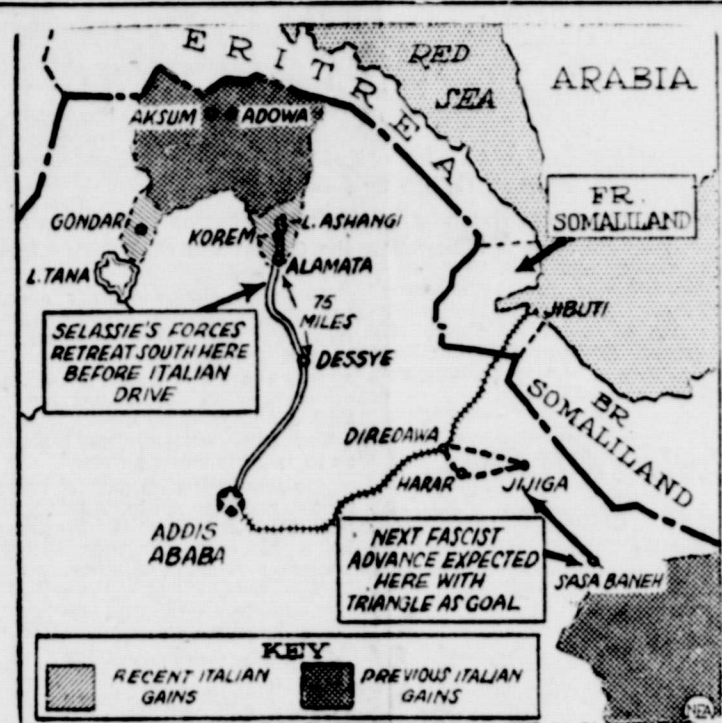 ERITREA
RED
SEA
ARABIA
AKSUM
ADOWA
FR.
SOMALILAND
GONDAR
KOREM
L. ASHANGI
L. TANA
ALAMATA
75
MILES
JIBUTI
SELASSIE'S FORCES
RETREAT SOUTH HERE
BEFORE ITALIAN
DRIVE
DESSYE
BR
SOMALILAND
DIREDAWA
HARAR
JIJIGA
ADDIS
ABABA
NEXT FASCIST
ADVANCE EXPECTED
HERE WITH
TRIANGLE AS GOAL
SASA BANEH
KEY
RECENT ITALIAN
GAINS
PREVIOUS ITALIAN
GAINS
NEA